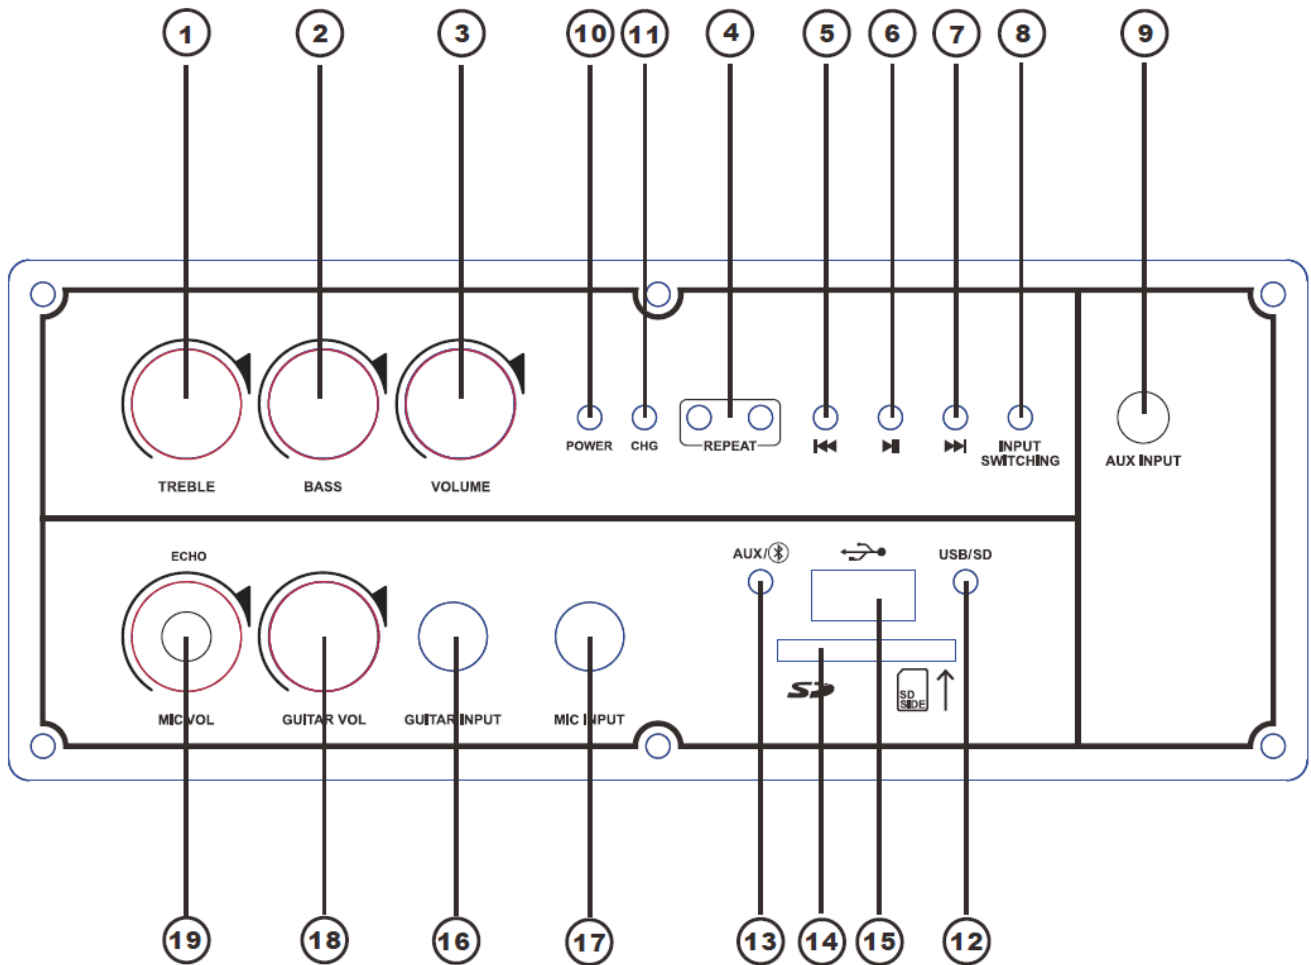 1 2 3 10 11 4 5 6 7 8 9
POWER CHG REPEAT INPUT
SWITCHING AUX INPUT
TREBLE BASS VOLUME
ECHO AUX/ USB/SD
SD
SD
SIDE
MIC VOL GUITAR VOL GUITAR INPUT MIC INPUT
19 18 16 17 13 14 15 12